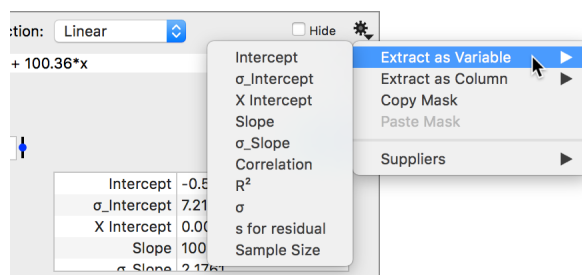 ction: Linear
Hide
+ 100.36*x
Extract as Variable
Extract as Column
Copy Mask
Paste Mask
Suppliers
Intercept
σ_Intercept
X Intercept
Slope
σ_Slope
Correlation
R²
σ
s for residual
Sample Size
Intercept -0.5
σ_Intercept 7.21
X Intercept 0.00
Slope 100
σ_Slope 2.1761